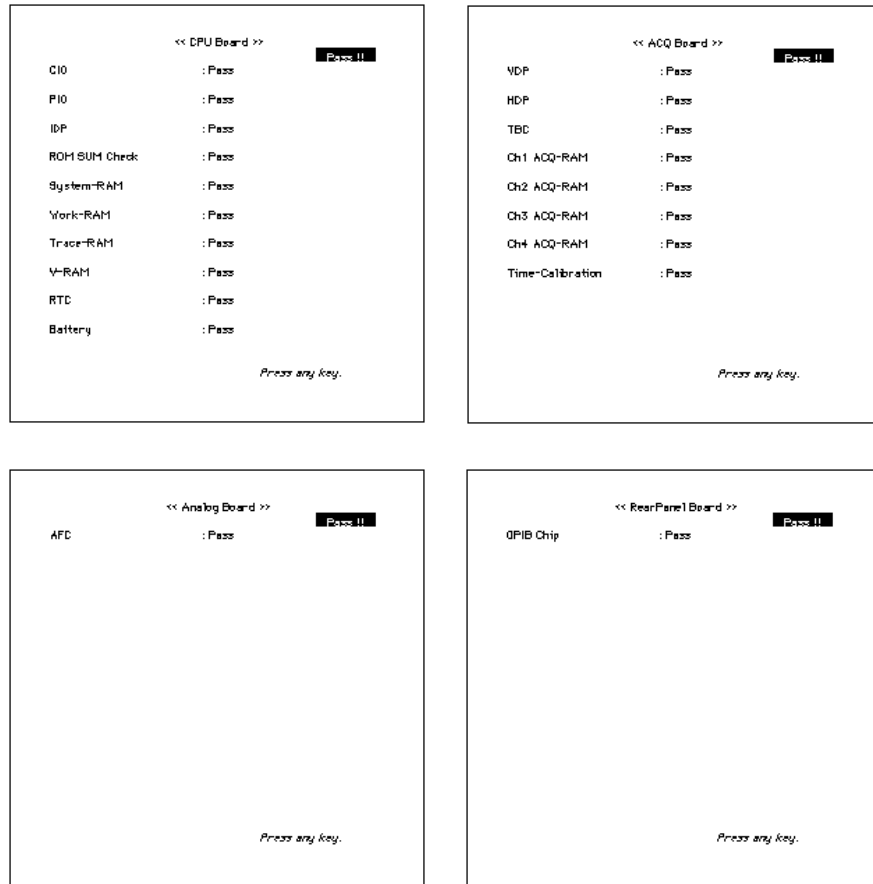 << CPU Board >>
Pass !!
CIO : Pass
PIO : Pass
IDP : Pass
ROM SUM Check : Pass
System-RAM : Pass
Work-RAM : Pass
Trace-RAM : Pass
V-RAM : Pass
RTC : Pass
Battery : Pass
Press any key.
<< ACQ Board >>
Pass !!
VDP : Pass
HDP : Pass
TBC : Pass
Ch1 ACQ-RAM : Pass
Ch2 ACQ-RAM : Pass
Ch3 ACQ-RAM : Pass
Ch4 ACQ-RAM : Pass
Time-Calibration : Pass
Press any key.
<< Analog Board >>
Pass !!
AFC : Pass
Press any key.
<< RearPanel Board >>
Pass !!
GPIB Chip : Pass
Press any key.